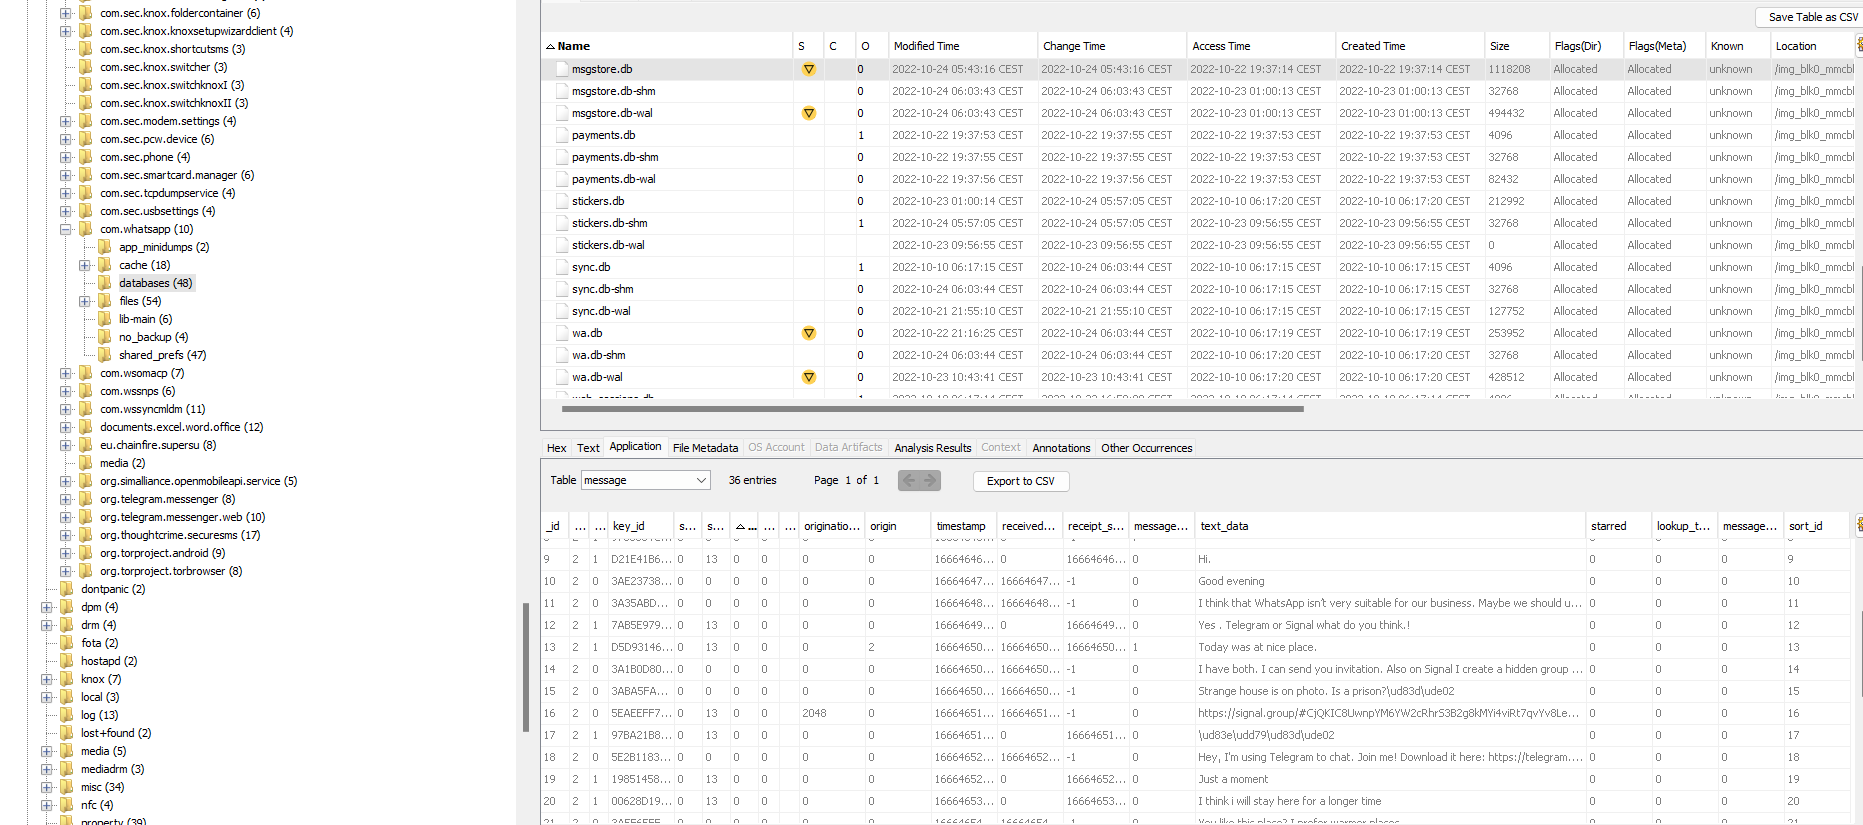 com.sec.knox.foldercontainer (6)
com.sec.knox.knoxsetupwizardclient (4)
com.sec.knox.shortcutsms (3)
com.sec.knox.switcher (3)
com.sec.knox.switchknoxI (3)
com.sec.knox.switchknoxII (3)
com.sec.modem.settings (4)
com.sec.pcw.device (6)
com.sec.phone (4)
com.sec.smartcard.manager (6)
com.sec.tcpdumpservice (4)
com.sec.usbsettings (4)
com.whatsapp (10)
app_minidumps (2)
cache (18)
databases (48)
files (54)
lib-main (6)
no_backup (4)
shared_prefs (47)
com.wsomacp (7)
com.wssnps (6)
com.wssyncmldm (11)
documents.excel.word.office (12)
eu.chainfire.supersu (8)
media (2)
org.simalliance.openmobileapi.service (5)
org.telegram.messenger (8)
org.telegram.messenger.web (10)
org.thoughtcrime.securesms (17)
org.torproject.android (9)
org.torproject.torbrowser (8)
dontpanic (2)
dpm (4)
drm (4)
fota (2)
hostapd (2)
knox (7)
local (3)
log (13)
lost+found (2)
media (5)
mediadrm (3)
misc (34)
nfc (4)
property (39)
Save Table as CSV
Name S C O Modified Time Change Time Access Time Created Time Size Flags(Dir) Flags(Meta) Known Location
msgstore.db 0 2022-10-24 05:43:16 CEST 2022-10-24 05:43:16 CEST 2022-10-22 19:37:14 CEST 2022-10-22 19:37:14 CEST 1118208 Allocated Allocated unknown /img_blk0_mmcbl
msgstore.db-shm 0 2022-10-24 06:03:43 CEST 2022-10-24 06:03:43 CEST 2022-10-23 01:00:13 CEST 2022-10-23 01:00:13 CEST 32768 Allocated Allocated unknown /img_blk0_mmcbl
msgstore.db-wal 0 2022-10-24 06:03:43 CEST 2022-10-24 06:03:43 CEST 2022-10-23 01:00:13 CEST 2022-10-23 01:00:13 CEST 494432 Allocated Allocated unknown /img_blk0_mmcbl
payments.db 1 2022-10-22 19:37:53 CEST 2022-10-22 19:37:55 CEST 2022-10-22 19:37:53 CEST 2022-10-22 19:37:53 CEST 4096 Allocated Allocated unknown /img_blk0_mmcbl
payments.db-shm 0 2022-10-22 19:37:55 CEST 2022-10-22 19:37:55 CEST 2022-10-22 19:37:53 CEST 2022-10-22 19:37:53 CEST 32768 Allocated Allocated unknown /img_blk0_mmcbl
payments.db-wal 0 2022-10-22 19:37:56 CEST 2022-10-22 19:37:56 CEST 2022-10-22 19:37:53 CEST 2022-10-22 19:37:53 CEST 82432 Allocated Allocated unknown /img_blk0_mmcbl
stickers.db 0 2022-10-23 01:00:14 CEST 2022-10-24 05:57:05 CEST 2022-10-10 06:17:20 CEST 2022-10-10 06:17:20 CEST 212992 Allocated Allocated unknown /img_blk0_mmcbl
stickers.db-shm 1 2022-10-24 05:57:05 CEST 2022-10-24 05:57:05 CEST 2022-10-23 09:56:55 CEST 2022-10-23 09:56:55 CEST 32768 Allocated Allocated unknown /img_blk0_mmcbl
stickers.db-wal 2022-10-23 09:56:55 CEST 2022-10-23 09:56:55 CEST 2022-10-23 09:56:55 CEST 2022-10-23 09:56:55 CEST 0 Allocated Allocated unknown /img_blk0_mmcbl
sync.db 1 2022-10-10 06:17:15 CEST 2022-10-24 06:03:44 CEST 2022-10-10 06:17:15 CEST 2022-10-10 06:17:15 CEST 4096 Allocated Allocated unknown /img_blk0_mmcbl
sync.db-shm 0 2022-10-24 06:03:44 CEST 2022-10-24 06:03:44 CEST 2022-10-10 06:17:15 CEST 2022-10-10 06:17:15 CEST 32768 Allocated Allocated unknown /img_blk0_mmcbl
sync.db-wal 0 2022-10-21 21:55:10 CEST 2022-10-21 21:55:10 CEST 2022-10-10 06:17:15 CEST 2022-10-10 06:17:15 CEST 127752 Allocated Allocated unknown /img_blk0_mmcbl
wa.db 0 2022-10-22 21:16:25 CEST 2022-10-24 06:03:44 CEST 2022-10-10 06:17:19 CEST 2022-10-10 06:17:19 CEST 253952 Allocated Allocated unknown /img_blk0_mmcbl
wa.db-shm 0 2022-10-24 06:03:44 CEST 2022-10-24 06:03:44 CEST 2022-10-10 06:17:20 CEST 2022-10-10 06:17:20 CEST 32768 Allocated Allocated unknown /img_blk0_mmcbl
wa.db-wal 0 2022-10-23 10:43:41 CEST 2022-10-23 10:43:41 CEST 2022-10-10 06:17:20 CEST 2022-10-10 06:17:20 CEST 428512 Allocated Allocated unknown /img_blk0_mmcbl
Hex Text Application File Metadata OS Account Data Artifacts Analysis Results Context Annotations Other Occurrences
Table message 36 entries Page 1 of 1 Export to CSV
_id ... ... key_id s... s... ... ... ... originatio... origin timestamp received... receipt_s... message... text_data starred lookup_t... message... sort_id
9 2 1 D21E41B6... 0 13 0 0 0 0 16664646... 0 16664646... 0 Hi. 0 0 0 9
10 2 0 3AE23738... 0 0 0 0 0 0 16664647... 16664647... -1 0 Good evening 0 0 0 10
11 2 0 3A35ABD... 0 0 0 0 0 0 16664648... 16664648... -1 0 I think that WhatsApp isn't very suitable for our business. Maybe we should u... 0 0 0 11
12 2 1 7AB5E979... 0 13 0 0 0 0 16664649... 0 16664649... 0 Yes . Telegram or Signal what do you think.! 0 0 0 12
13 2 1 D5D93146... 0 13 0 0 0 2 16664650... 16664650... 16664650... 1 Today was at nice place. 0 0 0 13
14 2 0 3A1B0D80... 0 0 0 0 0 0 16664650... 16664650... -1 0 I have both. I can send you invitation. Also on Signal I create a hidden group ... 0 0 0 14
15 2 0 3ABA5FA... 0 0 0 0 0 0 16664650... 16664650... -1 0 Strange house is on photo. Is a prison?\ud83d\ude02 0 0 0 15
16 2 0 5EAEEFF7... 0 13 0 0 2048 0 16664651... 16664651... -1 0 https://signal.group/#CjQKIC8UwnpYM6YW2cRhrS3B2g8kMYi4viRt7qvYv8Le... 0 0 0 16
17 2 1 97BA21B8... 0 13 0 0 0 0 16664651... 0 16664651... 0 \ud83e\udd79\ud83d\ude02 0 0 0 17
18 2 0 5E2B1183... 0 0 0 0 0 0 16664652... 16664652... -1 0 Hey, I'm using Telegram to chat. Join me! Download it here: https://telegram.... 0 0 0 18
19 2 1 19851458... 0 13 0 0 0 0 16664652... 0 16664652... 0 Just a moment 0 0 0 19
20 2 1 00628D19... 0 13 0 0 0 0 16664653... 0 16664653... 0 I think i will stay here for a longer time 0 0 0 20